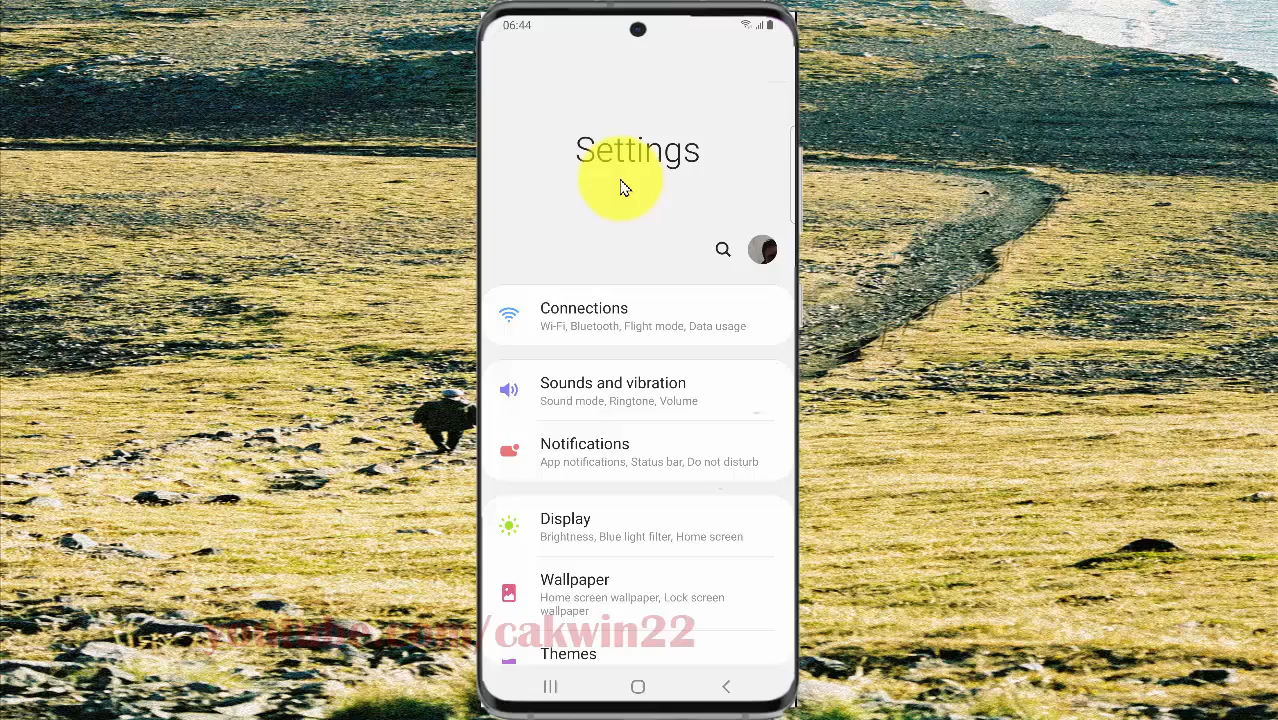 06:44
Settings
Connections
Wi-Fi, Bluetooth, Flight mode, Data usage
Sounds and vibration
Sound mode, Ringtone, Volume
Notifications
App notifications, Status bar, Do not disturb
Display
Brightness, Blue light filter, Home screen
Wallpaper
Home screen wallpaper, Lock screen
wallpaper
youtube.com/cakwin22
Themes